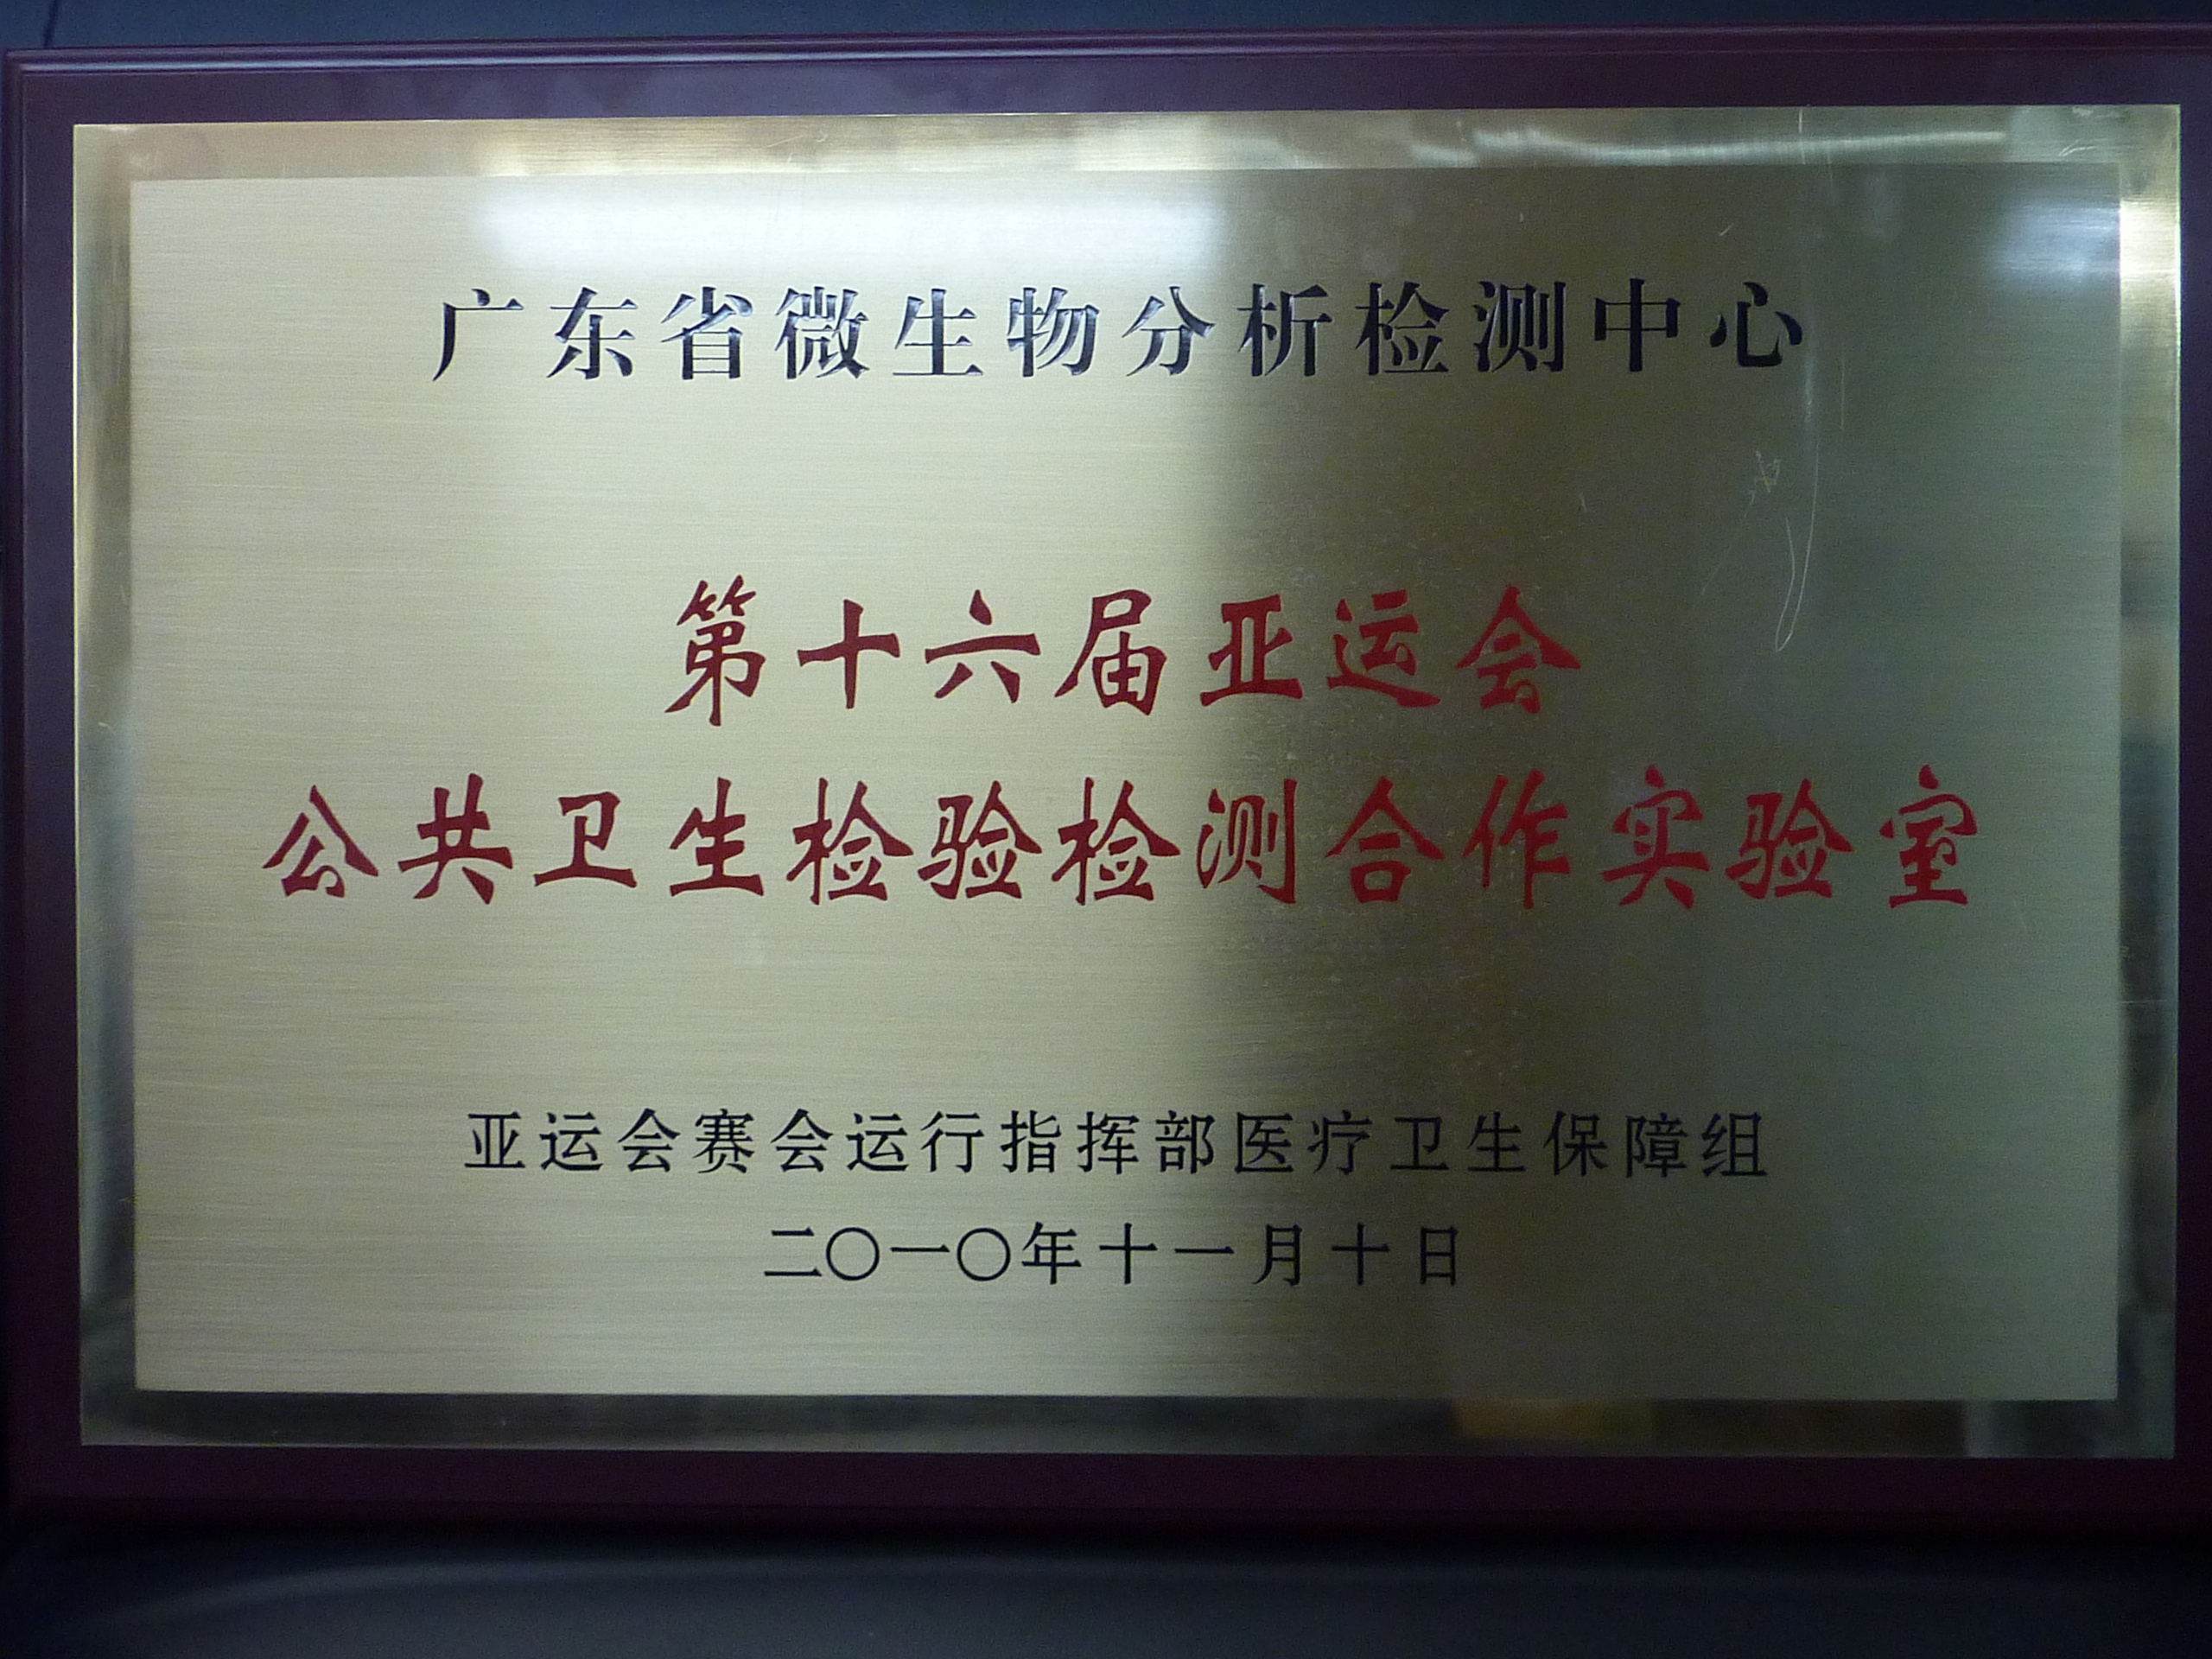 广东省微生物分析检测中心
第十六届亚运会
公共卫生检验检测合作实验室
亚运会赛会运行指挥部医疗卫生保障组
二〇一〇年十一月十日